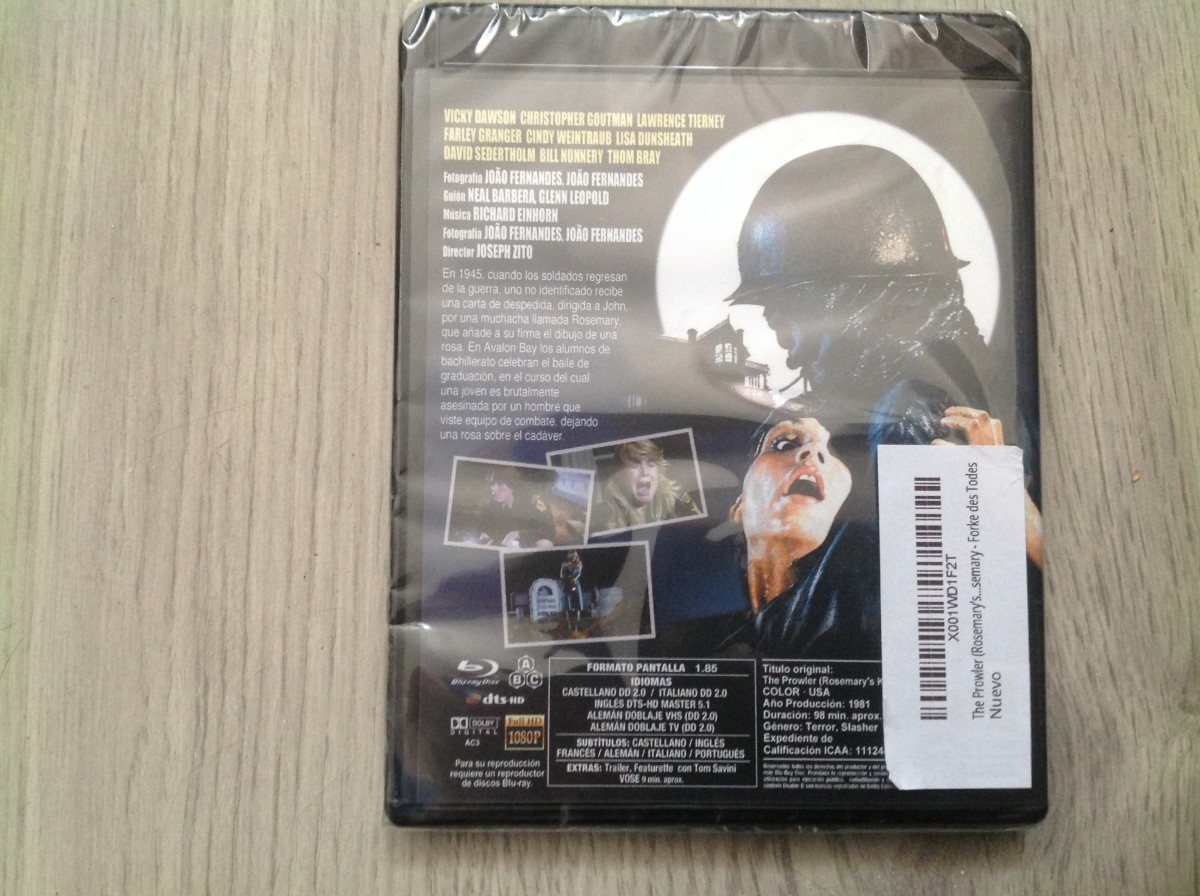 VICKY DAWSON CHRISTOPHER GOUTMAN LAWRENCE TIERNEY
FARLEY GRANGER CINDY WEINTRAUB LISA DUNSHEATH
DAVID SEDERTHOLM BILL NUNNERY THOM BRAY
Fotografía JOÃO FERNANDES, JOÃO FERNANDES
Guión NEAL BARBERA, GLENN LEOPOLD
Música RICHARD EINHORN
Fotografía JOÃO FERNANDES, JOÃO FERNANDES
Director JOSEPH ZITO
En 1945, cuando los soldados regresan
de la guerra, uno no identificado recibe
una carta de despedida, dirigida a John,
por una muchacha llamada Rosemary,
que añade a su firma el dibujo de una
rosa. En Avalon Bay los alumnos de
bachillerato celebran el baile de
graduación, en el curso del cual
una joven es brutalmente
asesinada por un hombre que
viste equipo de combate, dejando
una rosa sobre el cadáver.
Blu-ray Disc
A
B C
dts-HD
DOLBY
DIGITAL
AC3
Full HD
1080P
Para su reproducción
requiere un reproductor
de discos Blu-ray.
FORMATO PANTALLA 1.85
IDIOMAS
CASTELLANO DD 2.0 / ITALIANO DD 2.0
INGLÉS DTS-HD MASTER 5.1
ALEMÁN DOBLAJE VHS (DD 2.0)
ALEMÁN DOBLAJE TV (DD 2.0)
SUBTÍTULOS: CASTELLANO / INGLÉS
FRANCÉS / ALEMÁN / ITALIANO / PORTUGUÉS
EXTRAS: Trailer, Featurette con Tom Savini
VOSE 9 min. aprox.
Título original:
The Prowler (Rosemary's K
COLOR · USA
Año Producción: 1981
Duración: 98 min. aprox.
Género: Terror, Slasher
Expediente de
Calificación ICAA: 11124
X001WD1F2T
The Prowler (Rosemary's...semary - Forke des Todes
Nuevo